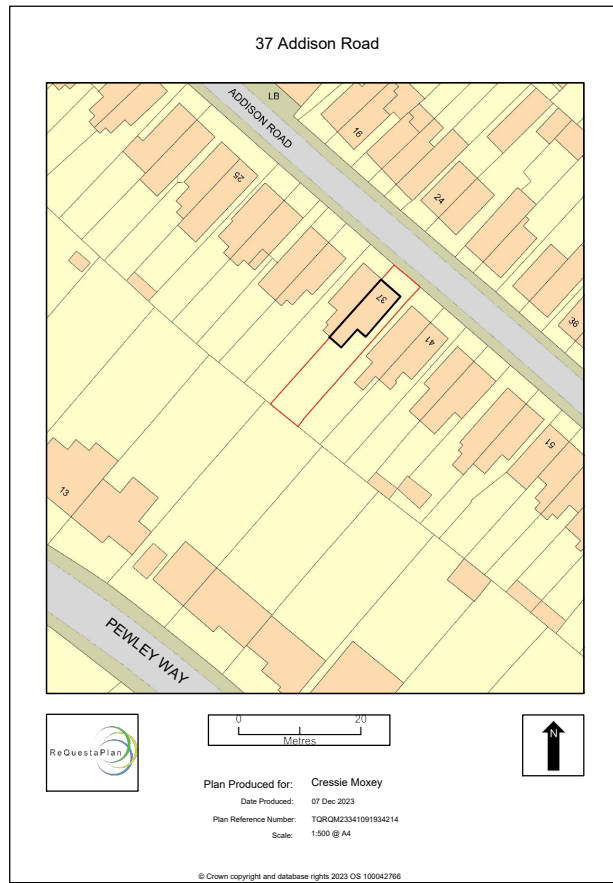 37 Addison Road
LB
ADDISON ROAD
16
25
24
37
36
41
51
13
PEWLEY WAY
ReQuestaPlan
0 20
Metres
N
Plan Produced for: Cressie Moxey
Date Produced: 07 Dec 2023
Plan Reference Number: TQRQM23341091934214
Scale: 1:500 @ A4
© Crown copyright and database rights 2023 OS 100042766